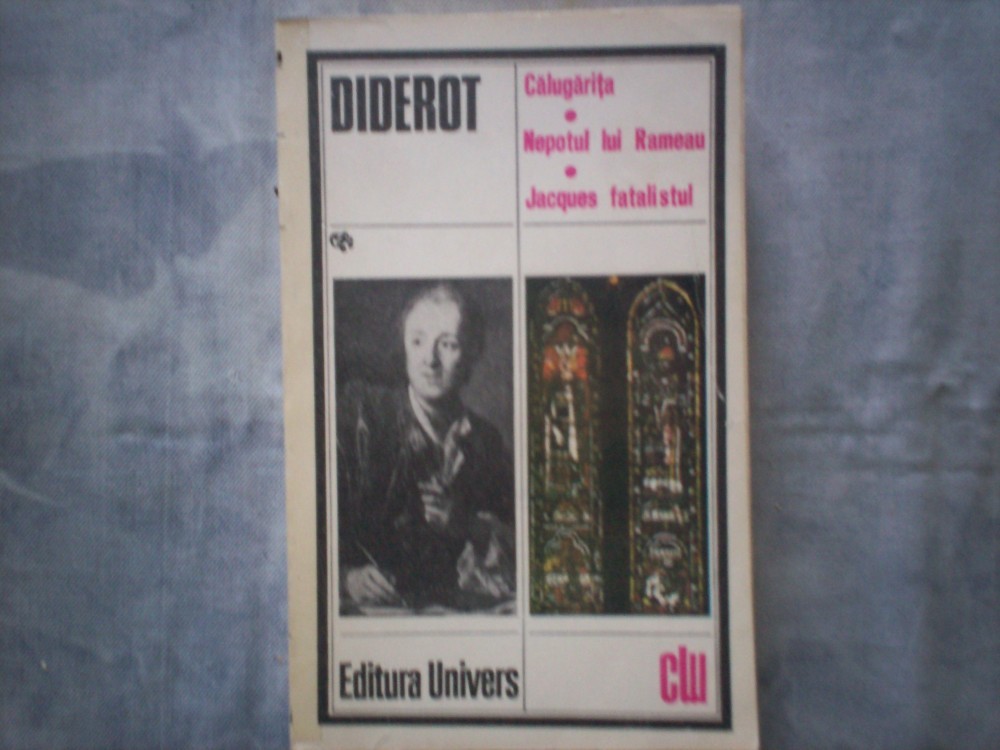 DIDEROT
Călugărița
Nepotul lui Rameau
Jacques fatalistul
Editura Univers
clu